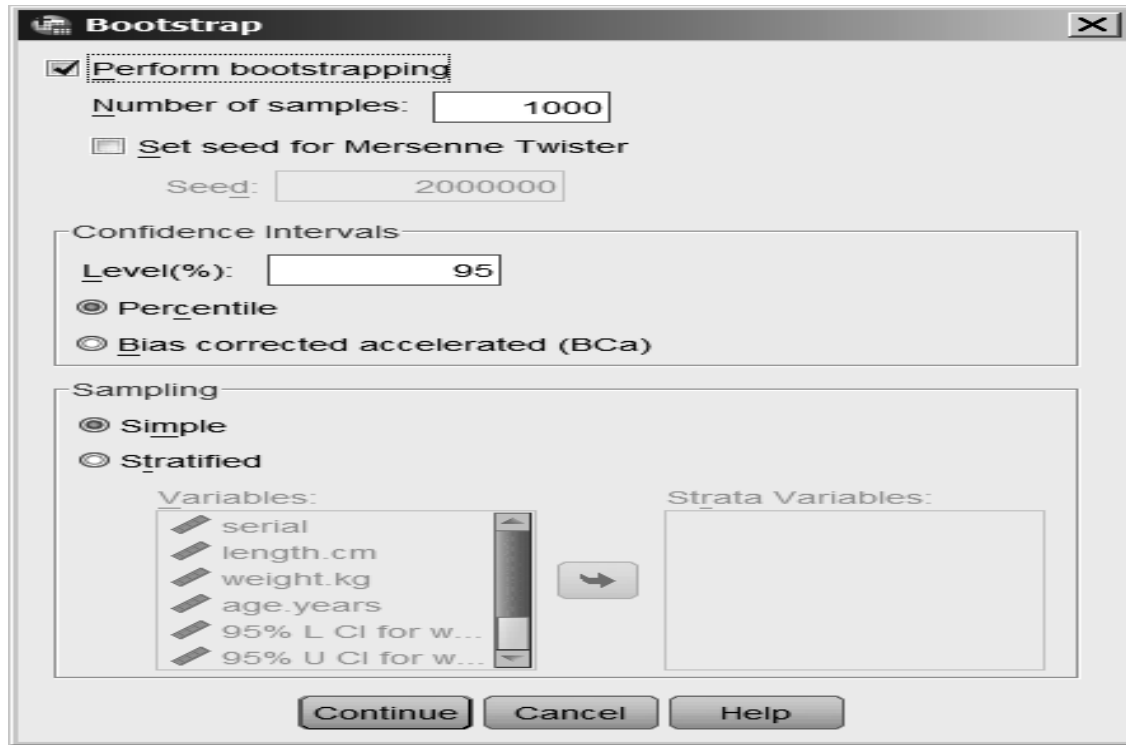 Bootstrap
Perform bootstrapping
Number of samples: 1000
Set seed for Mersenne Twister
Seed: 2000000
Confidence Intervals
Level(%): 95
Percentile
Bias corrected accelerated (BCa)
Sampling
Simple
Stratified
Variables: Strata Variables:
serial
length.cm
weight.kg
age.years
95% L CI for w...
95% U CI for w...
Continue Cancel Help